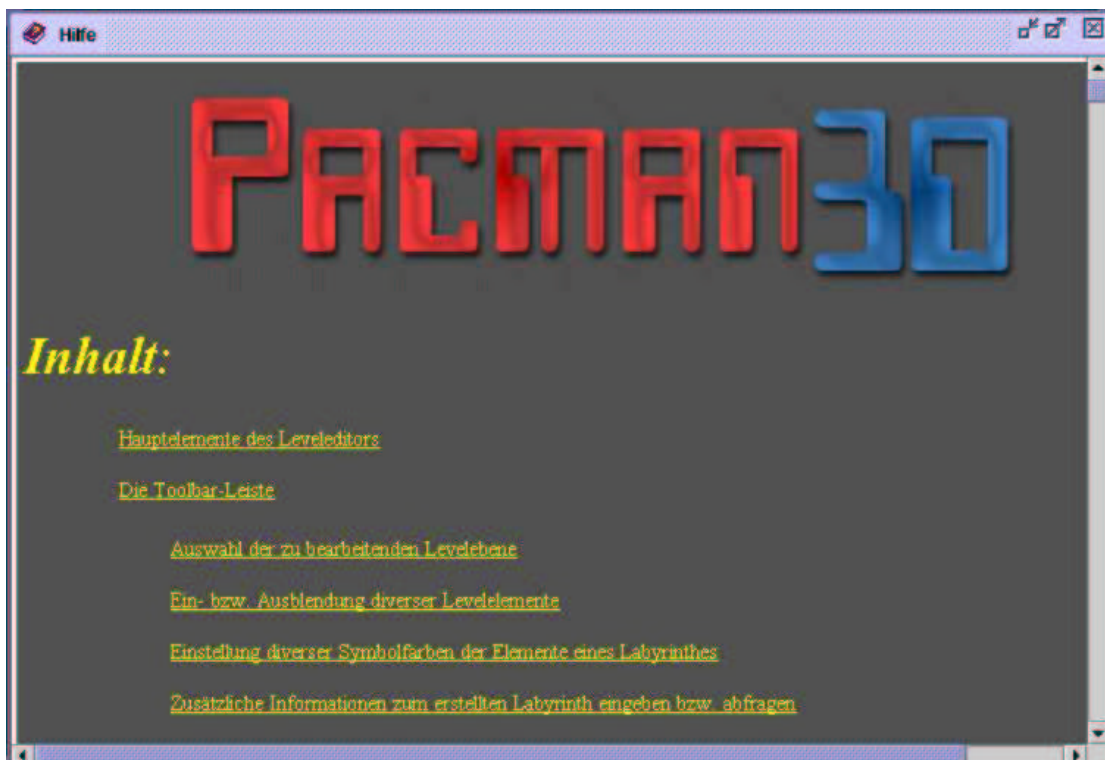 Hilfe
Pacman3D
Inhalt:
Hauptelemente des Leveleditors
Die Toolbar-Leiste
Auswahl der zu bearbeitenden Levelebene
Ein- bzw. Ausblendung diverser Levelelemente
Einstellung diverser Symbolfarben der Elemente eines Labyrinthes
Zusätzliche Informationen zum erstellten Labyrinth eingeben bzw. abfragen